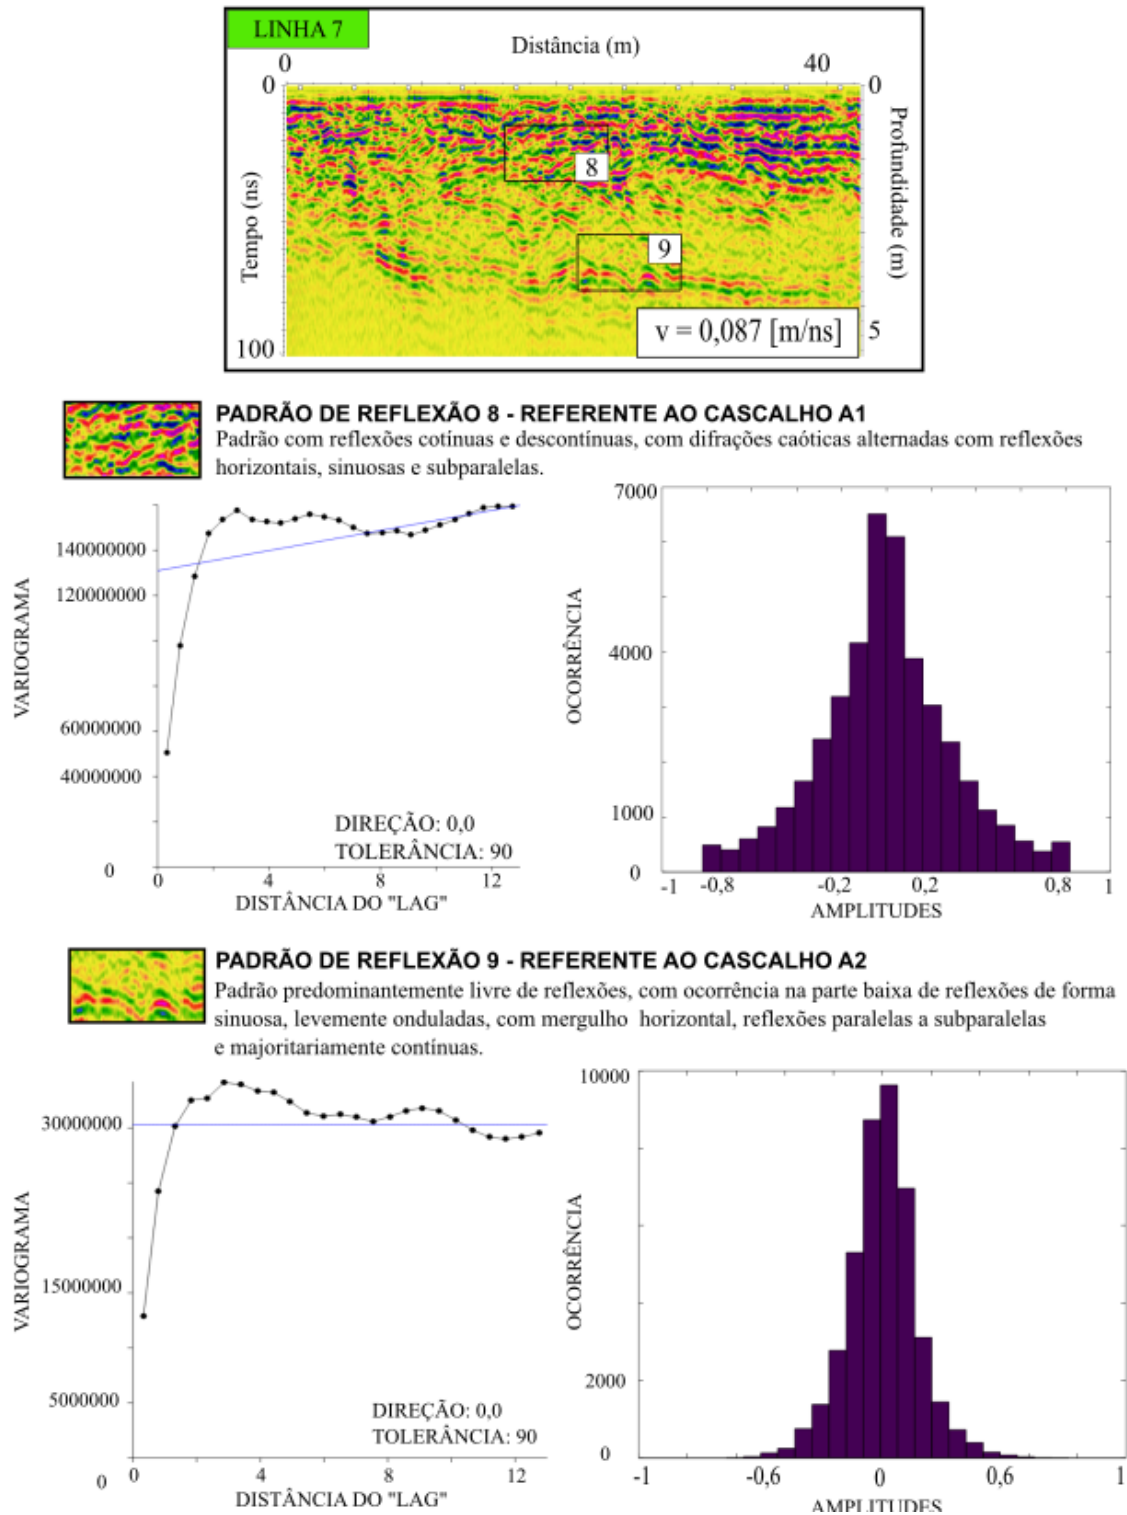 LINHA 7
Distância (m)
0 40
0 0
Tempo (ns)
Profundidade (m)
8
9
v = 0,087 [m/ns]
5
100
PADRÃO DE REFLEXÃO 8 - REFERENTE AO CASCALHO A1
Padrão com reflexões cotínuas e descontínuas, com difrações caóticas alternadas com reflexões
horizontais, sinuosas e subparalelas.
VARIOGRAMA
140000000
120000000
60000000
40000000
0
DIREÇÃO: 0,0
TOLERÂNCIA: 90
0 4 8 12
DISTÂNCIA DO "LAG"
OCORRÊNCIA
7000
4000
1000
0
-1 -0,8 -0,2 0,2 0,8 1
AMPLITUDES
PADRÃO DE REFLEXÃO 9 - REFERENTE AO CASCALHO A2
Padrão predominantemente livre de reflexões, com ocorrência na parte baixa de reflexões de forma
sinuosa, levemente onduladas, com mergulho horizontal, reflexões paralelas a subparalelas
e majoritariamente contínuas.
VARIOGRAMA
30000000
15000000
5000000
0
DIREÇÃO: 0,0
TOLERÂNCIA: 90
0 4 8 12
DISTÂNCIA DO "LAG"
OCORRÊNCIA
10000
2000
0
-1 -0,6 0 0,6 1
AMPLITUDES